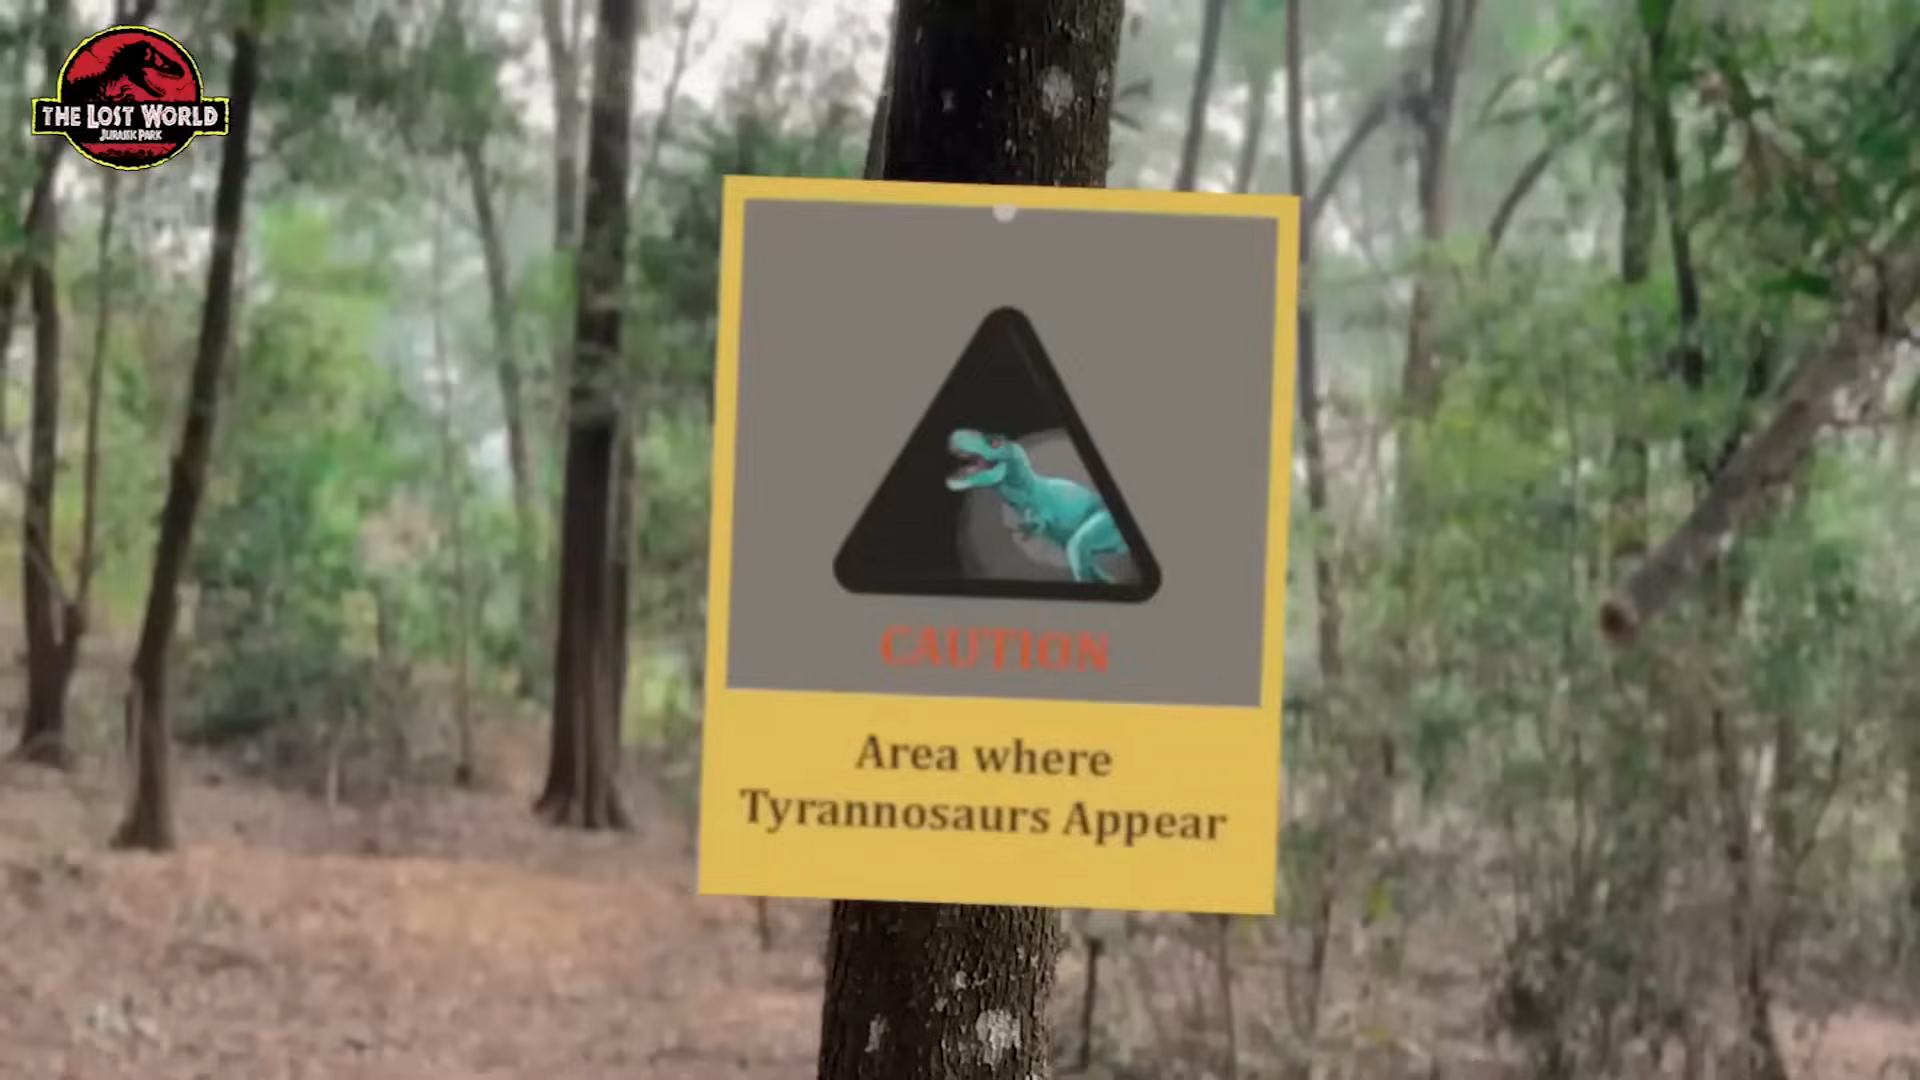 THE LOST WORLD
JURASSIC PARK
CAUTION
Area where
Tyrannosaurs Appear